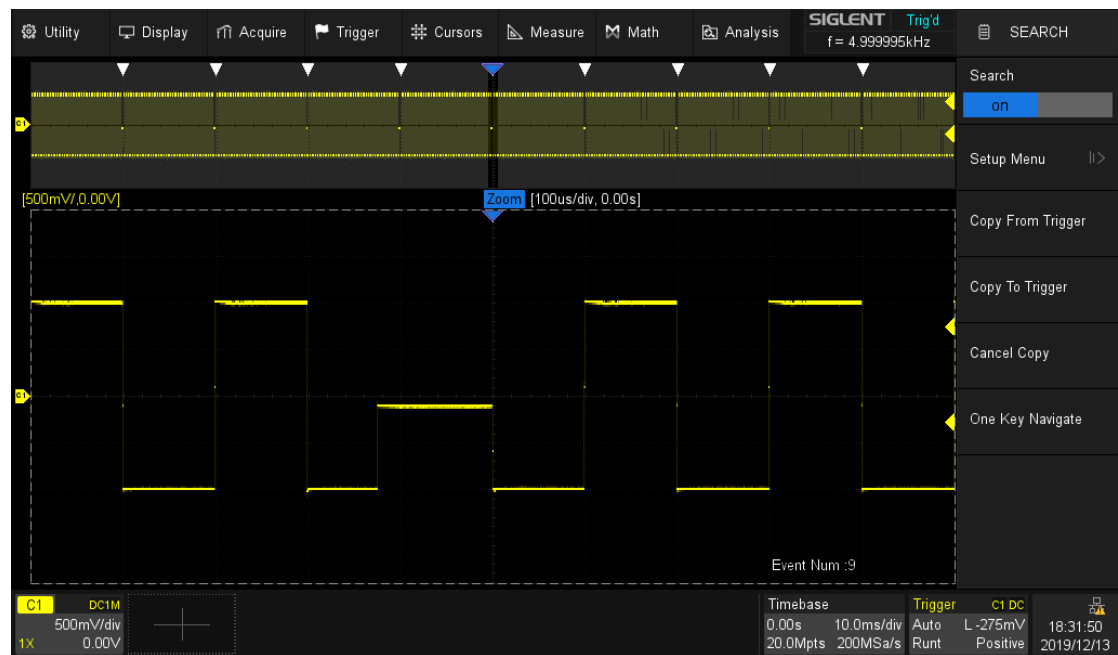 Utility Display Acquire Trigger Cursors Measure Math Analysis
SIGLENT Trig'd
f = 4.999995kHz
SEARCH
Search
on
Setup Menu
Copy From Trigger
Copy To Trigger
Cancel Copy
One Key Navigate
C1
[500mV/,0.00V] Zoom [100us/div, 0.00s]
C1
Event Num :9
C1 DC1M
500mV/div
1X 0.00V
Timebase
0.00s 10.0ms/div
20.0Mpts 200MSa/s
Trigger C1 DC
Auto L -275mV
Runt Positive
18:31:50
2019/12/13